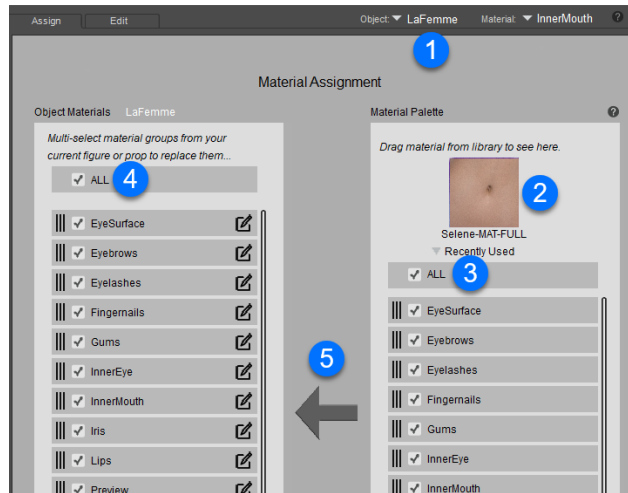 Assign Edit Object: LaFemme Material: InnerMouth ?
1
Material Assignment
Object Materials LaFemme
Multi-select material groups from your
current figure or prop to replace them...
ALL 4
EyeSurface
Eyebrows
Eyelashes
Fingernails
Gums
InnerEye
InnerMouth
Iris
Lips
Preview
5
Material Palette ?
Drag material from library to see here.
2
Selene-MAT-FULL
Recently Used
ALL 3
EyeSurface
Eyebrows
Eyelashes
Fingernails
Gums
InnerEye
InnerMouth